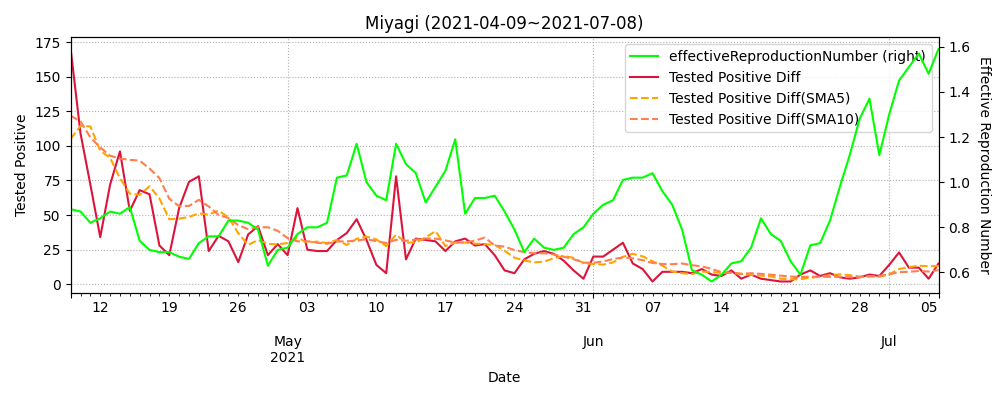 Miyagi (2021-04-09~2021-07-08)
effectiveReproductionNumber (right)
Tested Positive Diff
Tested Positive Diff(SMA5)
Tested Positive Diff(SMA10)
Tested Positive
175
150
125
100
75
50
25
0
1.6
1.4
1.2
1.0
0.8
0.6
Effective Reproduction Number
12 19 26 03 10 17 24 31 07 14 21 28 05
May Jun Jul
2021
Date